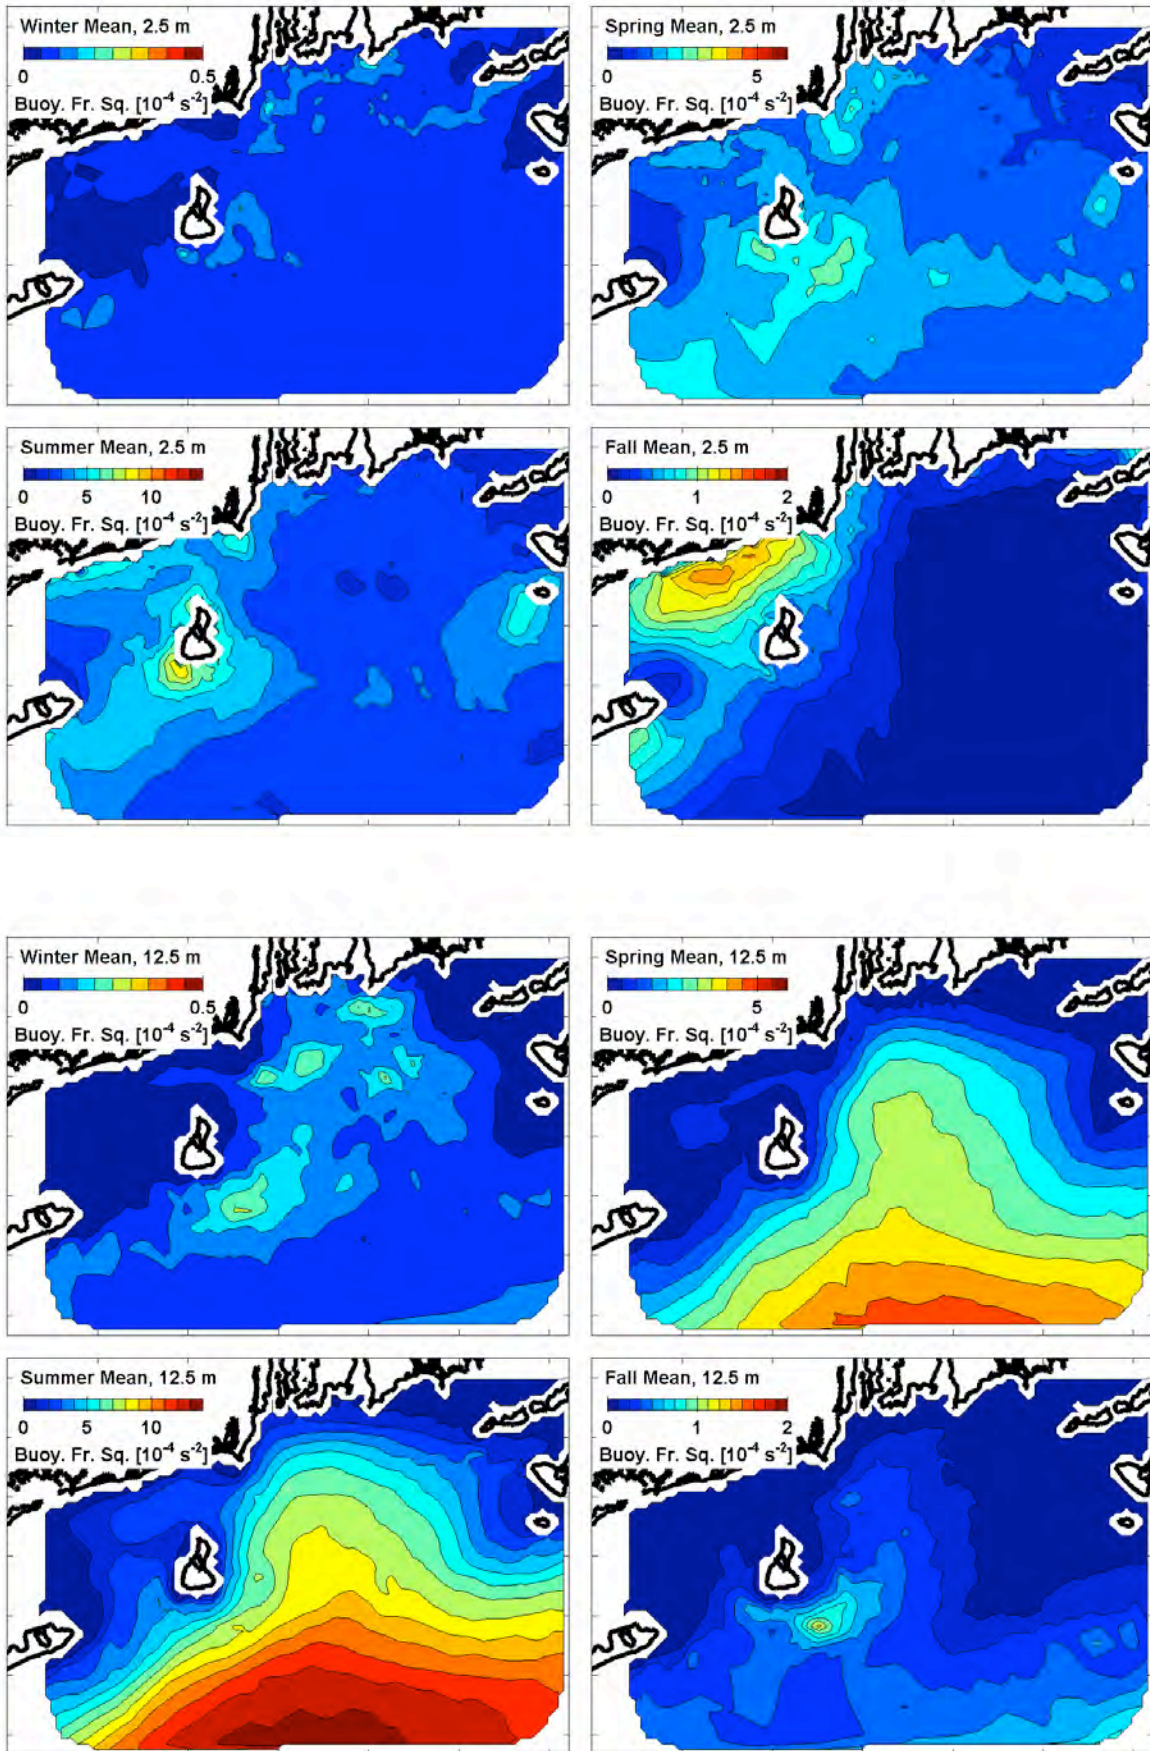 Winter Mean, 2.5 m
0 0.5
Buoy. Fr. Sq. [10⁻⁴ s⁻²]
Spring Mean, 2.5 m
0 5
Buoy. Fr. Sq. [10⁻⁴ s⁻²]
Summer Mean, 2.5 m
0 5 10
Buoy. Fr. Sq. [10⁻⁴ s⁻²]
Fall Mean, 2.5 m
0 1 2
Buoy. Fr. Sq. [10⁻⁴ s⁻²]
Winter Mean, 12.5 m
0 0.5
Buoy. Fr. Sq. [10⁻⁴ s⁻²]
Spring Mean, 12.5 m
0 5
Buoy. Fr. Sq. [10⁻⁴ s⁻²]
Summer Mean, 12.5 m
0 5 10
Buoy. Fr. Sq. [10⁻⁴ s⁻²]
Fall Mean, 12.5 m
0 1 2
Buoy. Fr. Sq. [10⁻⁴ s⁻²]